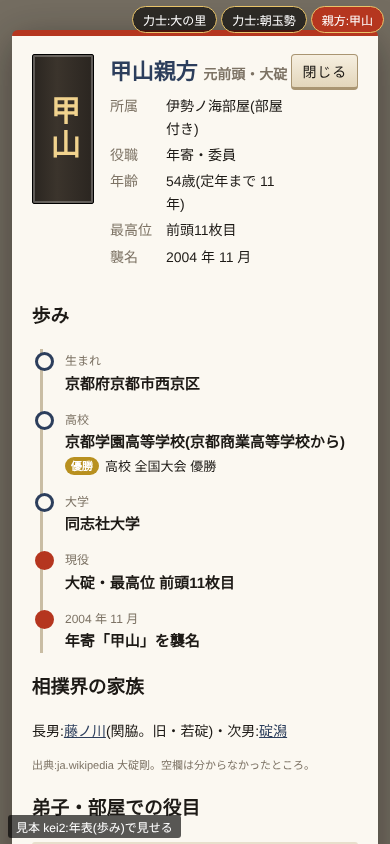 力士:大の里 力士:朝玉勢 親方:甲山
甲山
甲山親方 元前頭・大碇
閉じる
所属 伊勢ノ海部屋(部屋
付き)
役職 年寄・委員
年齢 54歳(定年まで 11
年)
最高位 前頭11枚目
襲名 2004 年 11 月
歩み
生まれ
京都府京都市西京区
高校
京都学園高等学校(京都商業高等学校から)
優勝 高校 全国大会 優勝
大学
同志社大学
現役
大碇・最高位 前頭11枚目
2004 年 11 月
年寄「甲山」を襲名
相撲界の家族
長男:藤ノ川(関脇。旧・若碇)・次男:碇潟
出典:ja.wikipedia 大碇剛。空欄は分からなかったところ。
弟子・部屋での役目
見本 kei2:年表(歩み)で見せる